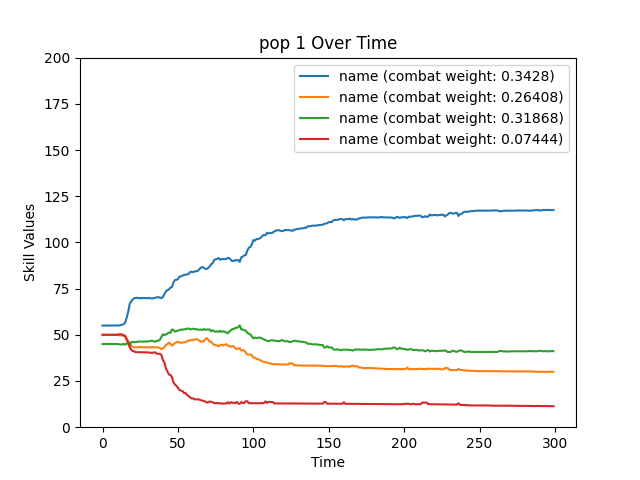 pop 1 Over Time
name (combat weight: 0.3428)
name (combat weight: 0.26408)
name (combat weight: 0.31868)
name (combat weight: 0.07444)
Skill Values
200
175
150
125
100
75
50
25
0
0 50 100 150 200 250 300
Time